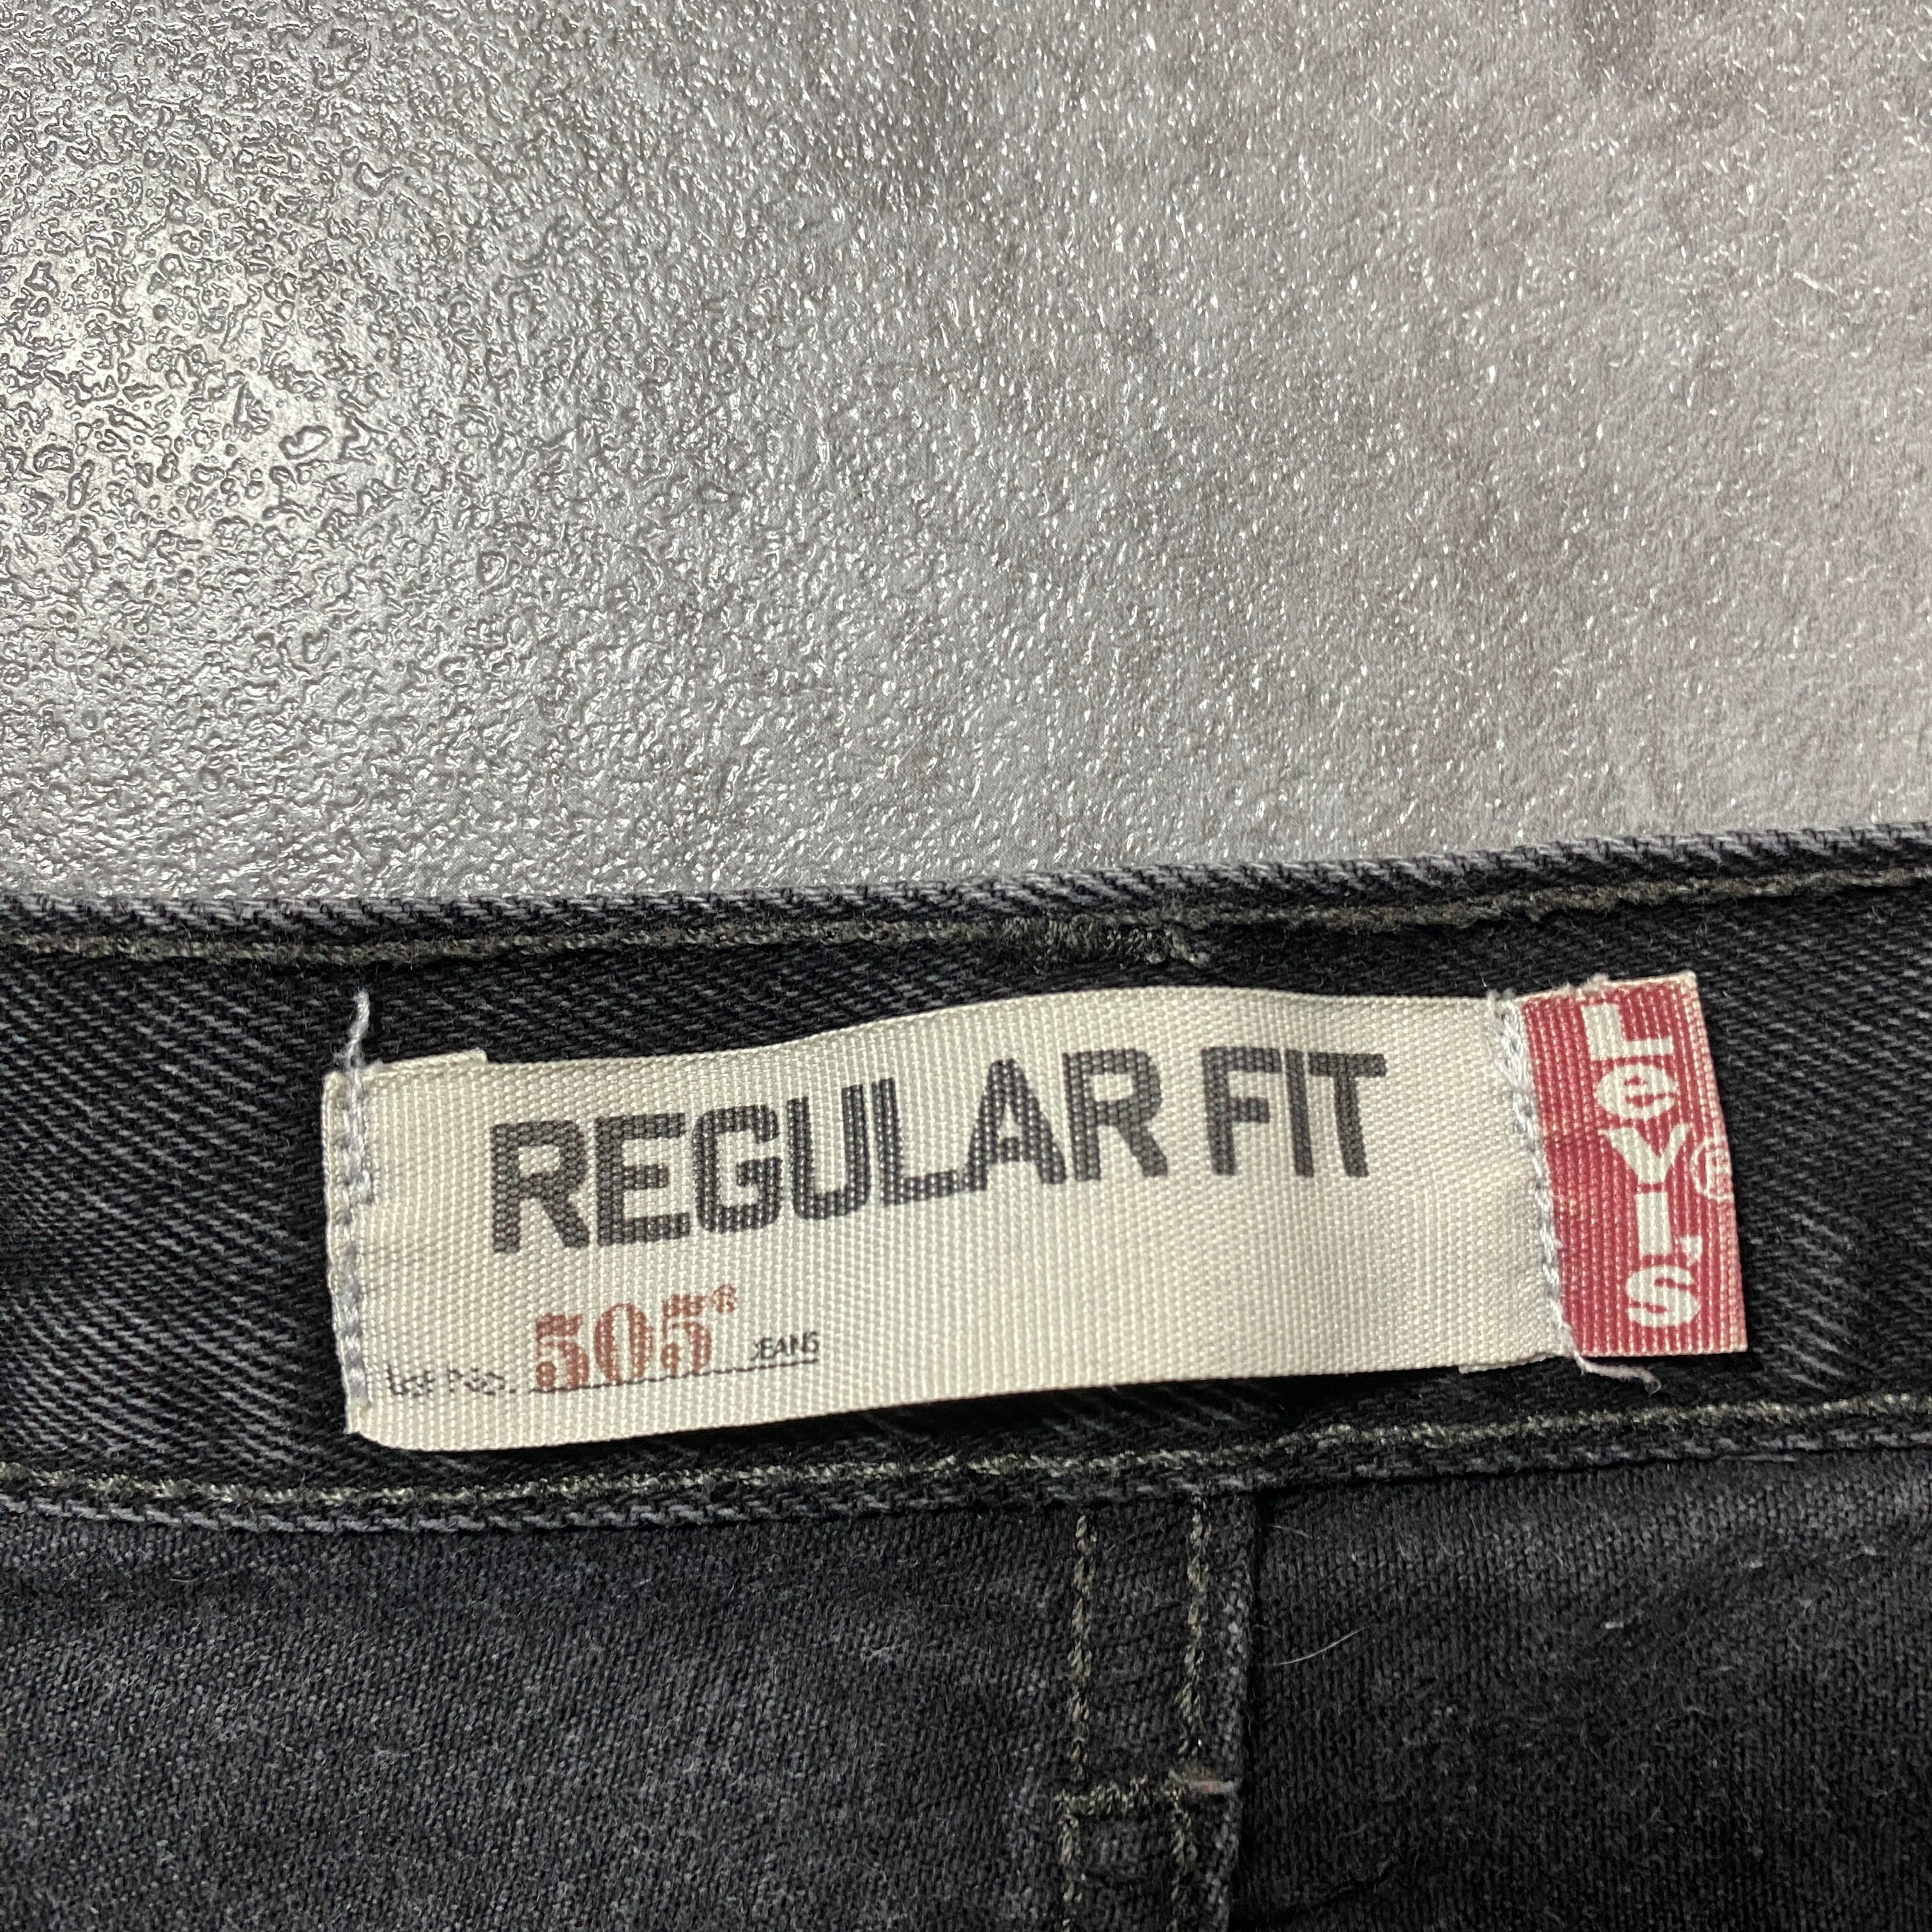 REGULAR FIT
Lot No. 505® JEANS
Levi's®